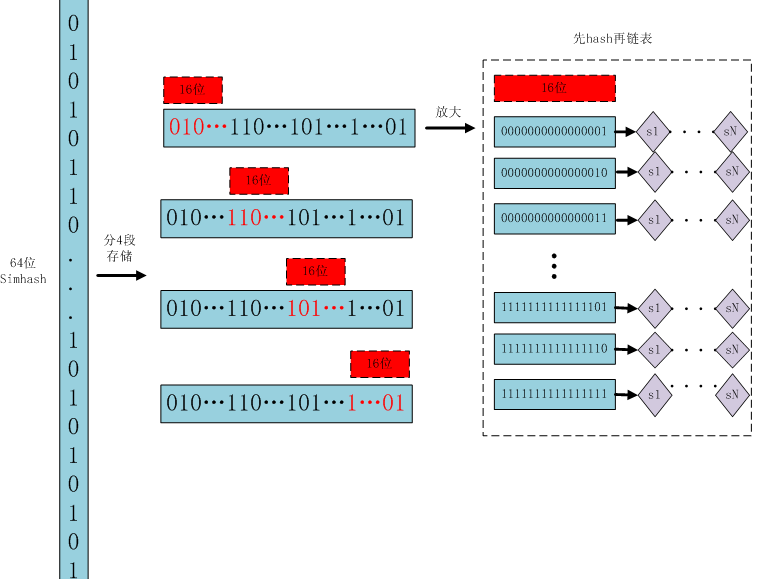 64位
Simhash
0
1
0
1
0
1
1
0
.
.
.
1
0
1
0
1
0
1
0
1
分4段
存储
16位
010…110…101…1…01
16位
010…110…101…1…01
16位
010…110…101…1…01
16位
010…110…101…1…01
放大
先hash再链表
16位
0000000000000001 s1 · · · sN
0000000000000010 s1 · · · sN
0000000000000011 s1 · · · sN
1111111111111101 s1 · · · sN
1111111111111110 s1 · · · sN
1111111111111111 s1 · · · sN